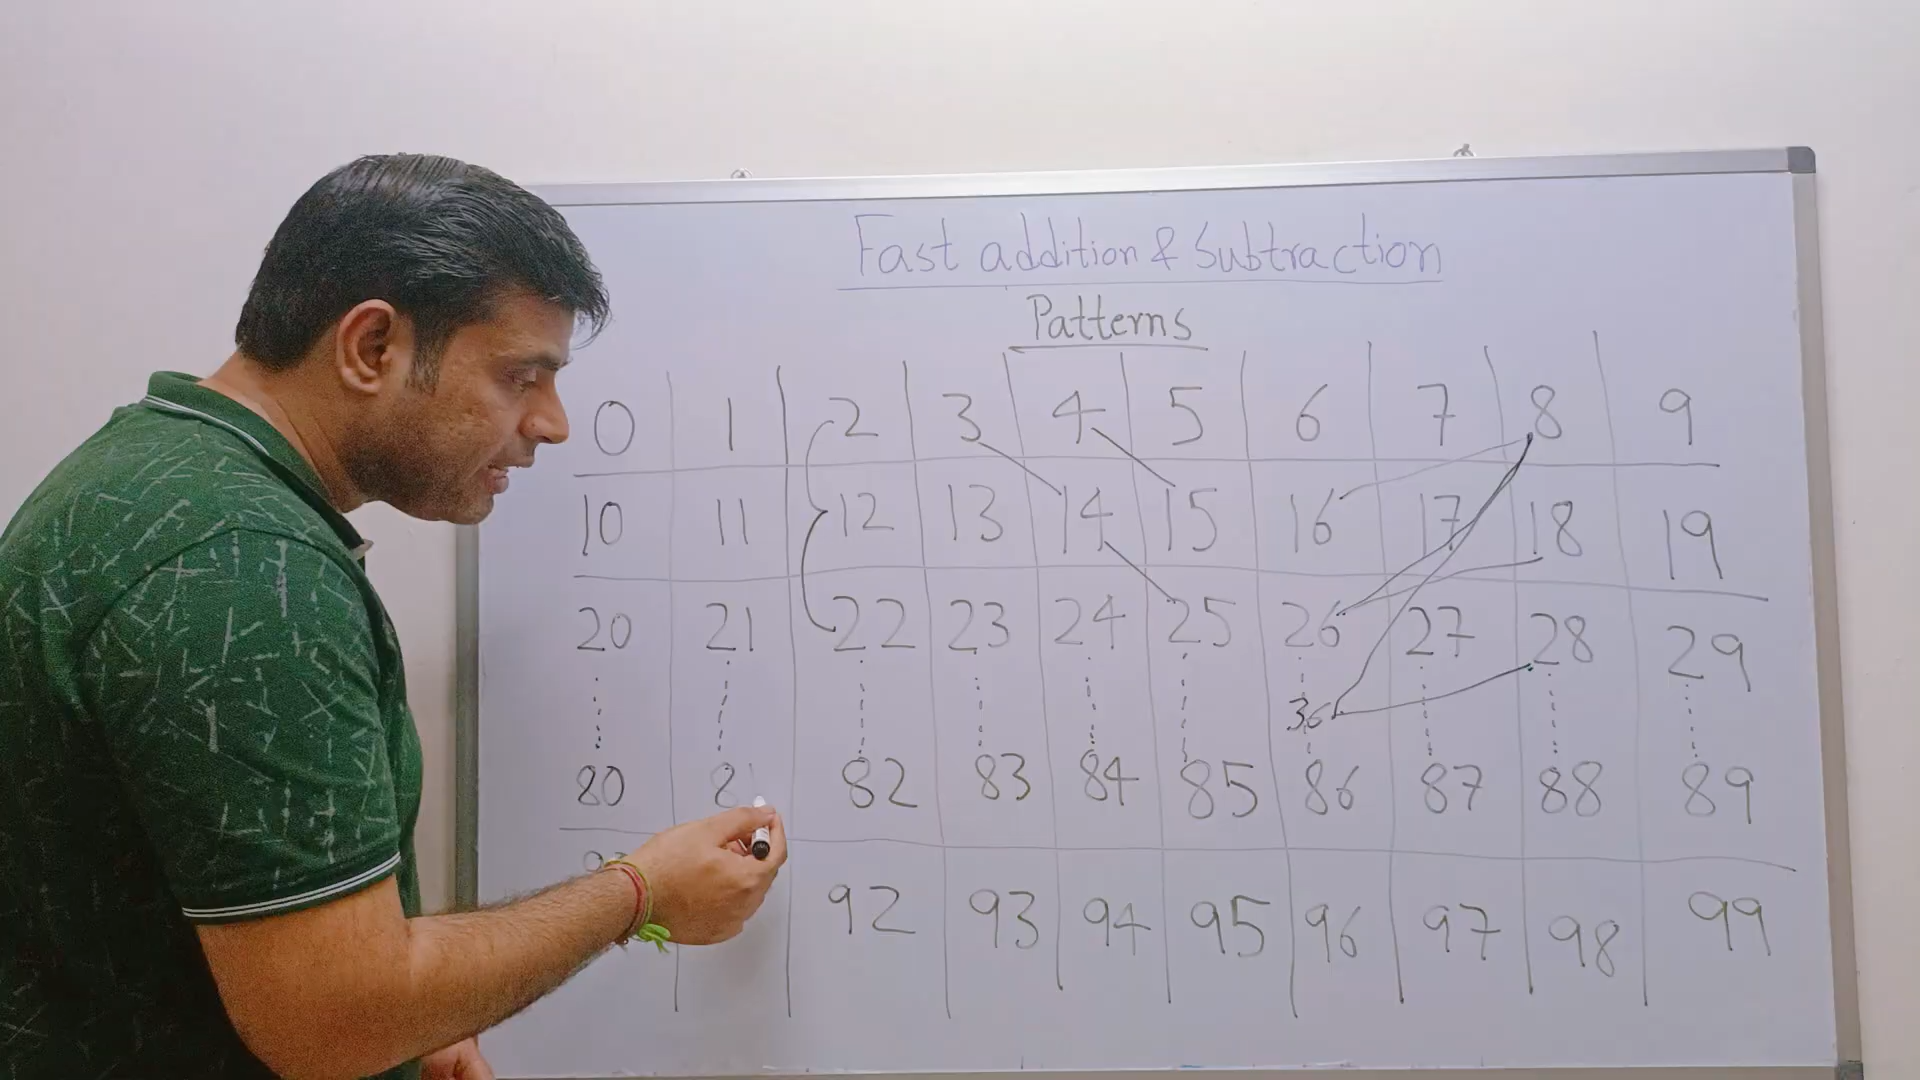 Fast addition & Subtraction
Patterns
0 1 2 3 4 5 6 7 8 9
10 11 12 13 14 15 16 17 18 19
20 21 22 23 24 25 26 27 28 29
36
80 82 83 84 85 86 87 88 89
92 93 94 95 96 97 98 99